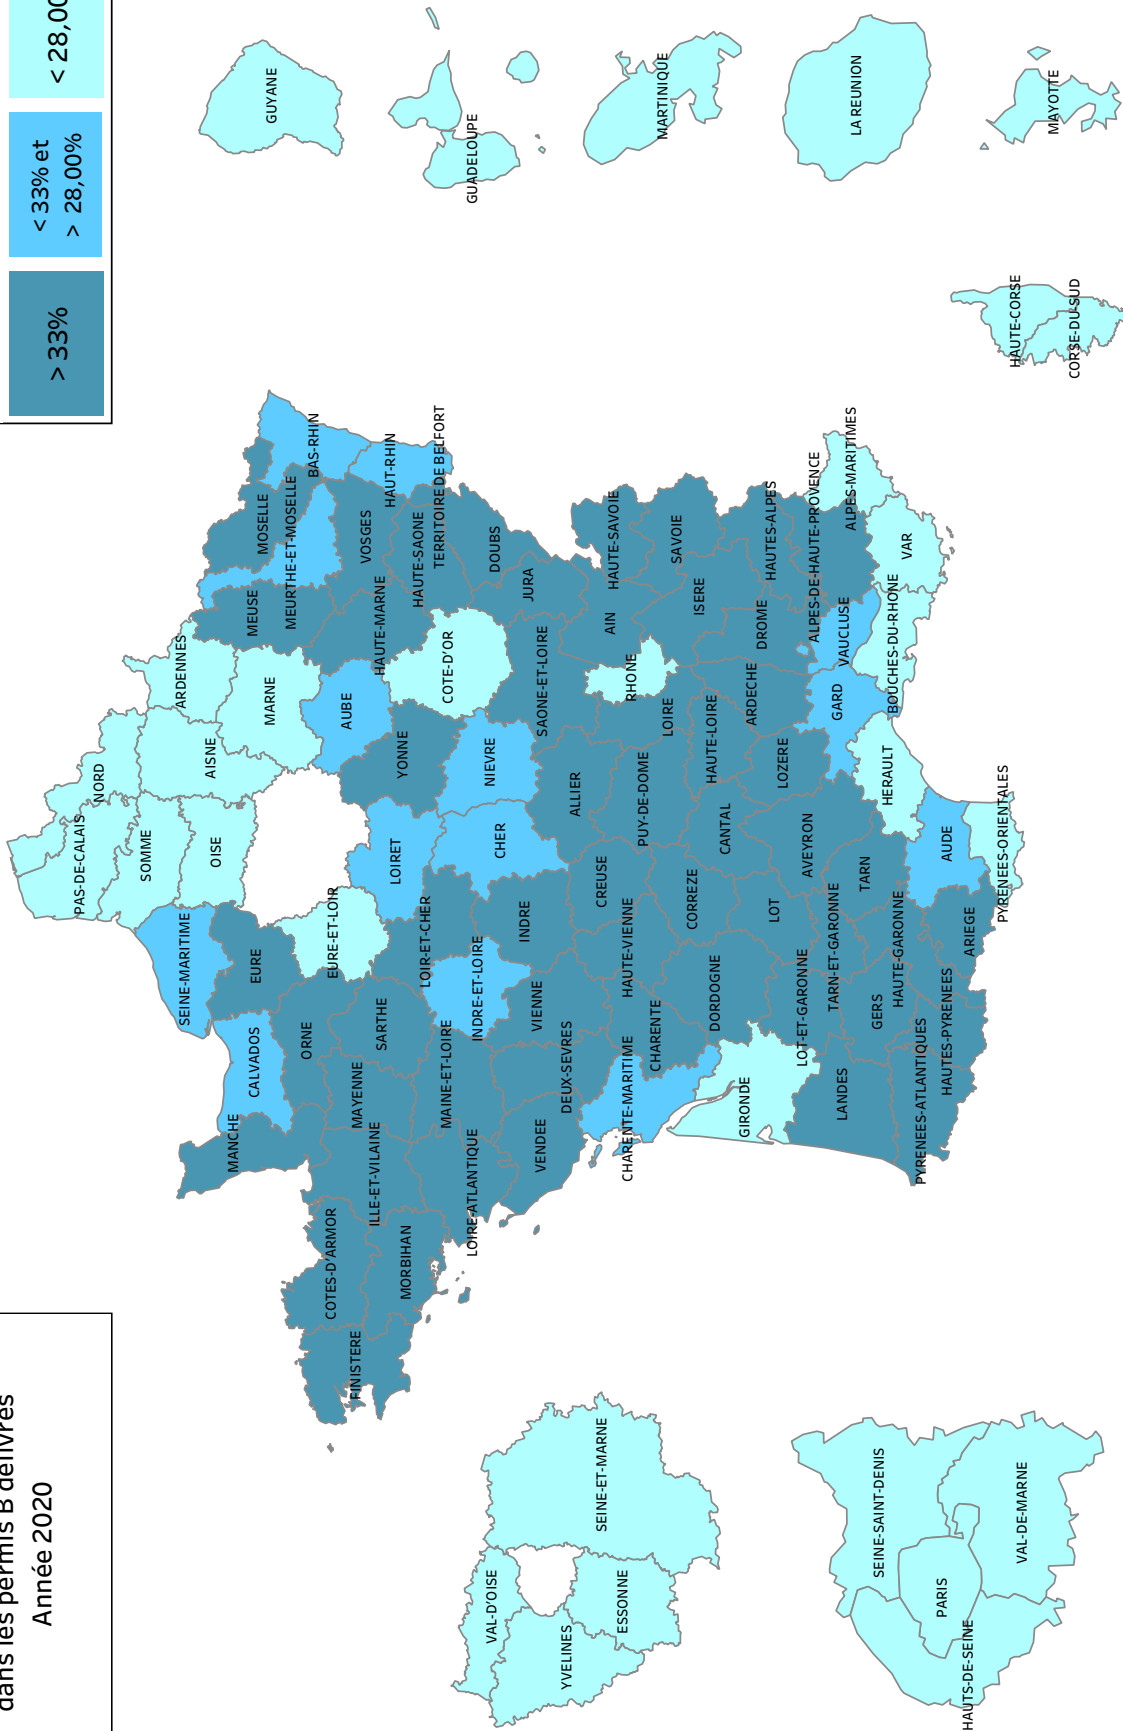 dans les permis B délivrés
Année 2020
> 33%
< 33% et
> 28,00%
< 28,00
PAS-DE-CALAIS
NORD
SOMME
AISNE
ARDENNES
OISE
SEINE-MARITIME
EURE
CALVADOS
MANCHE
ORNE
EURE-ET-LOIR
MARNE
MEUSE
MOSELLE
MEURTHE-ET-MOSELLE
BAS-RHIN
HAUT-RHIN
VOSGES
AUBE
HAUTE-MARNE
HAUTE-SAONE
TERRITOIRE DE BELFORT
FINISTERE
COTES-D'ARMOR
MORBIHAN
ILLE-ET-VILAINE
MAYENNE
SARTHE
LOIR-ET-CHER
LOIRET
YONNE
COTE-D'OR
DOUBS
JURA
LOIRE-ATLANTIQUE
MAINE-ET-LOIRE
INDRE-ET-LOIRE
INDRE
CHER
NIEVRE
SAONE-ET-LOIRE
VENDEE
DEUX-SEVRES
VIENNE
CREUSE
ALLIER
AIN
HAUTE-SAVOIE
CHARENTE-MARITIME
CHARENTE
HAUTE-VIENNE
CORREZE
PUY-DE-DOME
LOIRE
RHONE
ISERE
SAVOIE
GIRONDE
DORDOGNE
LOT
CANTAL
HAUTE-LOIRE
ARDECHE
DROME
HAUTES-ALPES
LANDES
LOT-ET-GARONNE
TARN-ET-GARONNE
AVEYRON
LOZERE
GARD
VAUCLUSE
ALPES-DE-HAUTE-PROVENCE
ALPES-MARITIMES
PYRENEES-ATLANTIQUES
HAUTES-PYRENEES
GERS
HAUTE-GARONNE
TARN
HERAULT
BOUCHES-DU-RHONE
VAR
ARIEGE
AUDE
PYRENEES-ORIENTALES
HAUTE-CORSE
CORSE-DU-SUD
GUYANE
GUADELOUPE
MARTINIQUE
LA REUNION
MAYOTTE
VAL-D'OISE
YVELINES
ESSONNE
SEINE-ET-MARNE
HAUTS-DE-SEINE
PARIS
SEINE-SAINT-DENIS
VAL-DE-MARNE